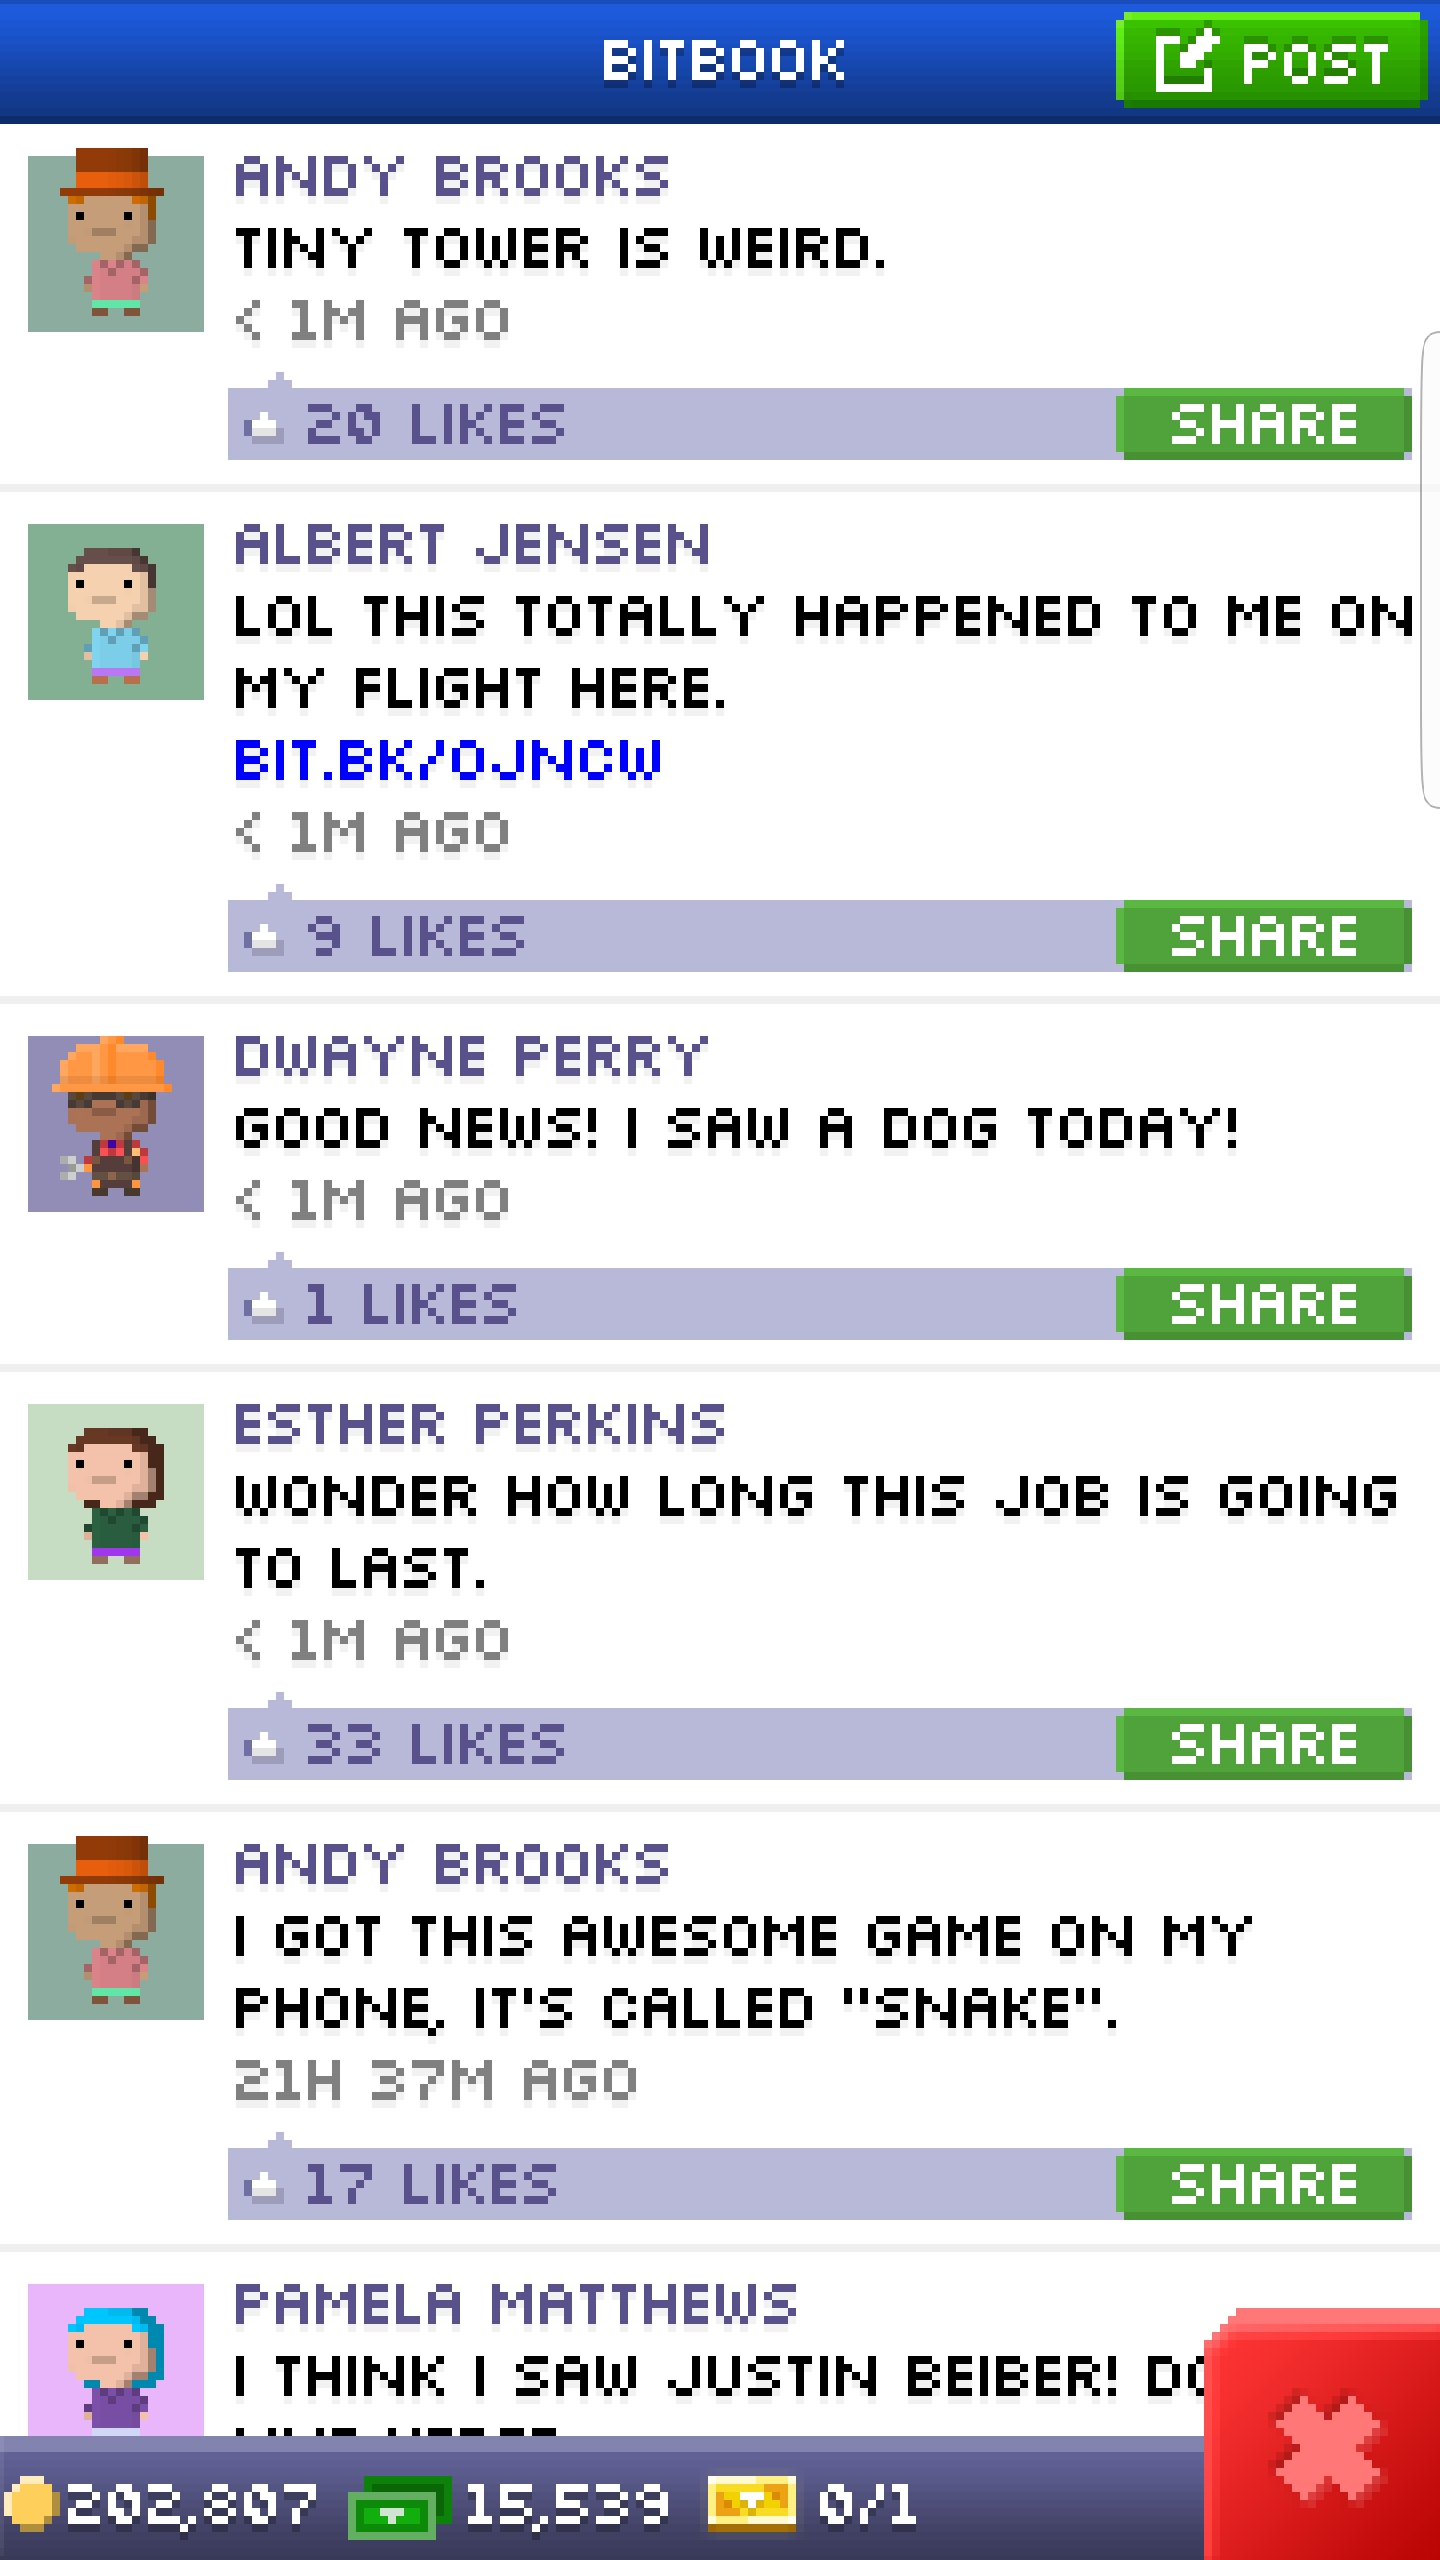 BITBOOK
POST
ANDY BROOKS
TINY TOWER IS WEIRD.
< 1M AGO
20 LIKES
SHARE
ALBERT JENSEN
LOL THIS TOTALLY HAPPENED TO ME ON
MY FLIGHT HERE.
BIT.BK/OJNCW
< 1M AGO
9 LIKES
SHARE
DWAYNE PERRY
GOOD NEWS! I SAW A DOG TODAY!
< 1M AGO
1 LIKES
SHARE
ESTHER PERKINS
WONDER HOW LONG THIS JOB IS GOING
TO LAST.
< 1M AGO
33 LIKES
SHARE
ANDY BROOKS
I GOT THIS AWESOME GAME ON MY
PHONE, IT'S CALLED "SNAKE".
21H 37M AGO
17 LIKES
SHARE
PAMELA MATTHEWS
I THINK I SAW JUSTIN BEIBER!
202,807
15,539
0/1